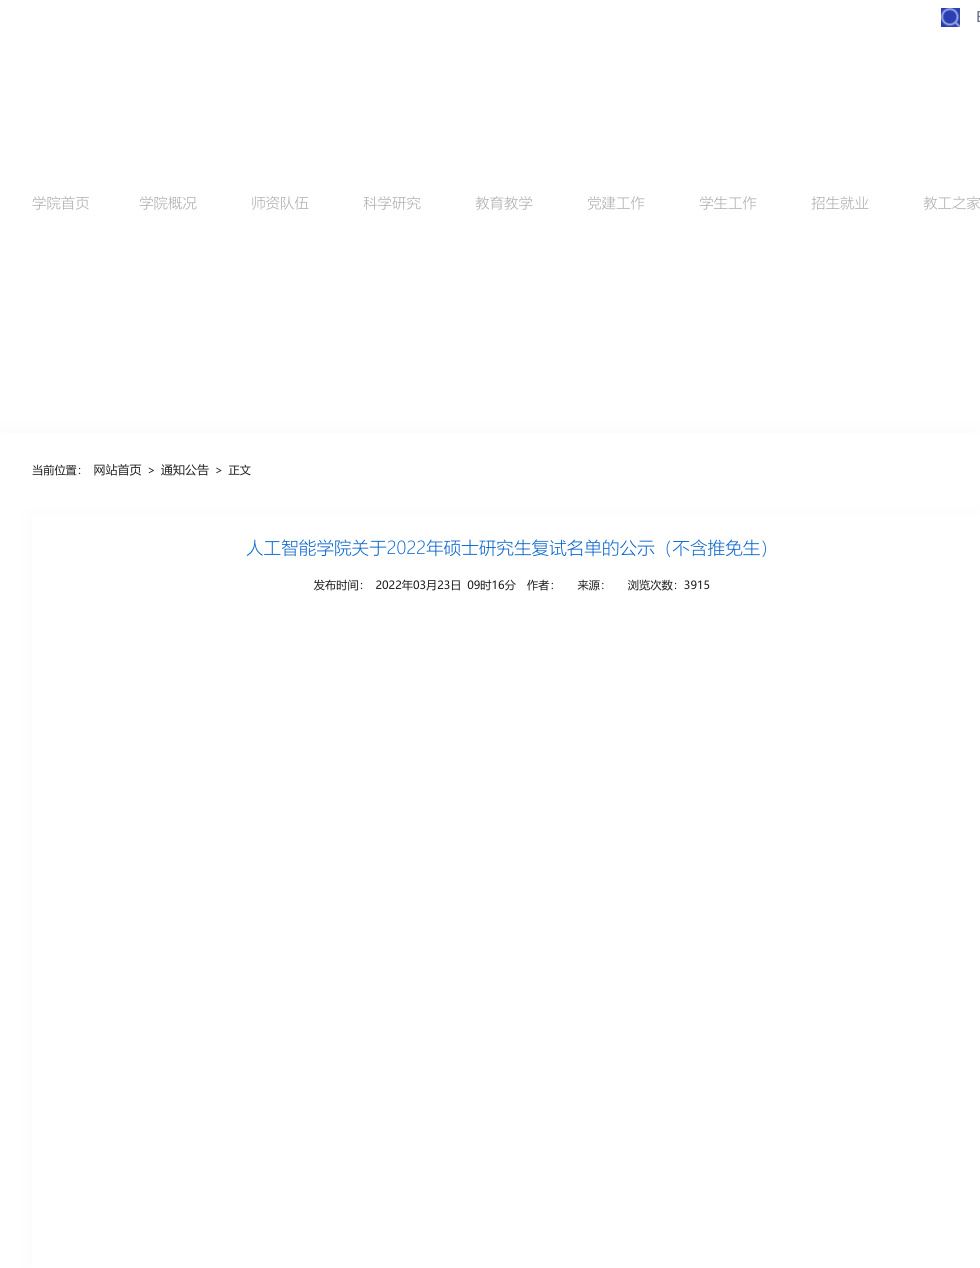 学院首页 学院概况 师资队伍 科学研究 教育教学 党建工作 学生工作 招生就业 教工之家
当前位置: 网站首页 > 通知公告 > 正文
人工智能学院关于2022年硕士研究生复试名单的公示（不含推免生）
发布时间: 2022年03月23日 09时16分 作者: 来源: 浏览次数: 3915